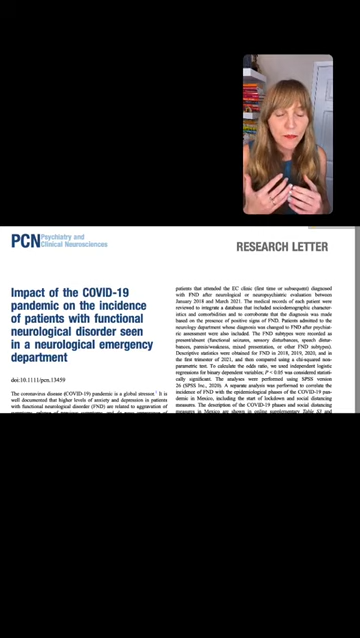 PCN Psychiatry and
Clinical Neurosciences
RESEARCH LETTER
Impact of the COVID-19
pandemic on the incidence
of patients with functional
neurological disorder seen
in a neurological emergency
department
doi:10.1111/pcn.13459
The coronavirus disease (COVID-19) pandemic is a global stressor.¹ It is
well documented that higher levels of anxiety and depression in patients
with functional neurological disorder (FND) are related to aggravation of
patients that attended the EC clinic (first time or subsequent) diagnosed
with FND after neurological or neuropsychiatric evaluation between
January 2018 and March 2021. The medical records of each patient were
reviewed to integrate a database that included sociodemographic character-
istics and comorbidities and to corroborate that the diagnosis was made
based on the presence of positive signs of FND. Patients admitted to the
neurology department whose diagnosis was changed to FND after psychiat-
ric assessment were also included. The FND subtypes were recorded as
present/absent (functional seizures, sensory disturbances, speech distur-
bances, paresis/weakness, mixed presentation, or other FND subtypes).
Descriptive statistics were obtained for FND in 2018, 2019, 2020, and in
the first trimester of 2021, and then compared using a chi-squared non-
parametric test. To calculate the odds ratio, we used independent logistic
regressions for binary dependent variables; P < 0.05 was considered statisti-
cally significant. The analyses were performed using SPSS version
26 (SPSS Inc., 2020). A separate analysis was performed to correlate the
incidence of FND with the epidemiological phases of the COVID-19 pan-
demic in Mexico, including the start of lockdown and social distancing
measures. The description of the COVID-19 phases and social distancing
measures in Mexico are shown in online supplementary Table S3 and